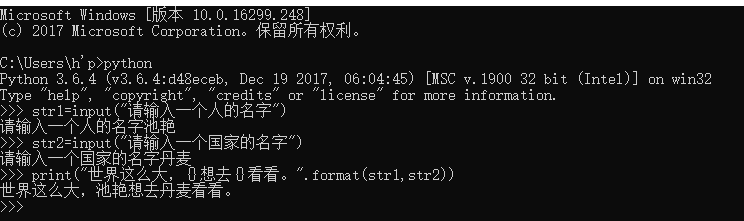 Microsoft Windows [版本 10.0.16299.248]
(c) 2017 Microsoft Corporation。保留所有权利。
C:\Users\h'p>python
Python 3.6.4 (v3.6.4:d48eceb, Dec 19 2017, 06:04:45) [MSC v.1900 32 bit (Intel)] on win32
Type "help", "copyright", "credits" or "license" for more information.
>>> str1=input("请输入一个人的名字")
请输入一个人的名字池艳
>>> str2=input("请输入一个国家的名字")
请输入一个国家的名字丹麦
>>> print("世界这么大，{}想去{}看看。".format(str1,str2))
世界这么大，池艳想去丹麦看看。
>>>